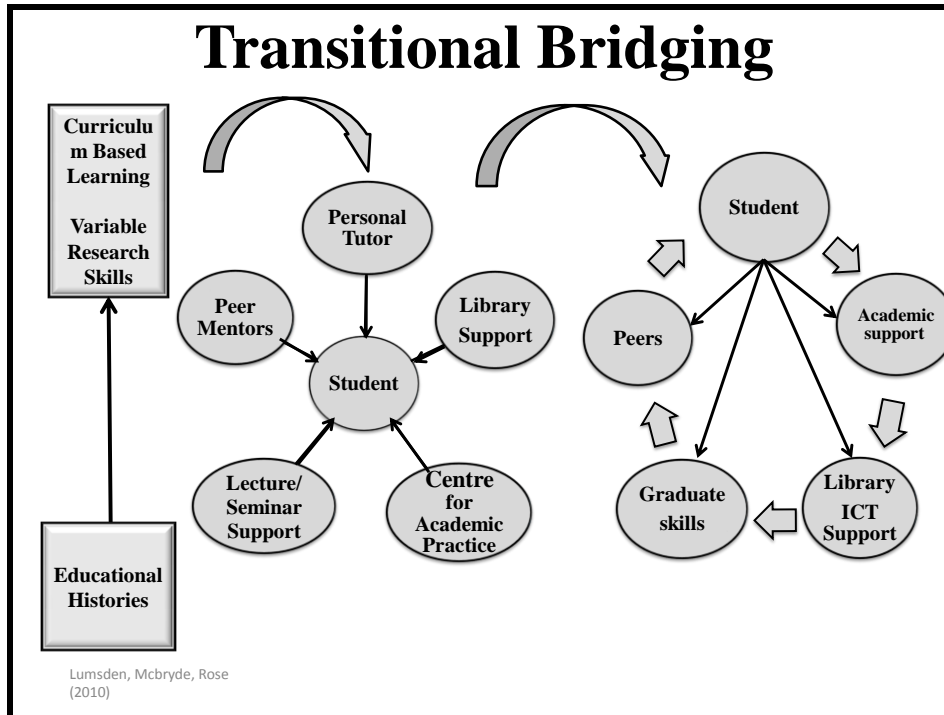 Transitional Bridging
Curriculu
m Based
Learning
Variable
Research
Skills
Educational
Histories
Personal
Tutor
Peer
Mentors
Library
Support
Student
Lecture/
Seminar
Support
Centre
for
Academic
Practice
Student
Peers
Academic
support
Graduate
skills
Library
ICT
Support
Lumsden, Mcbryde, Rose
(2010)